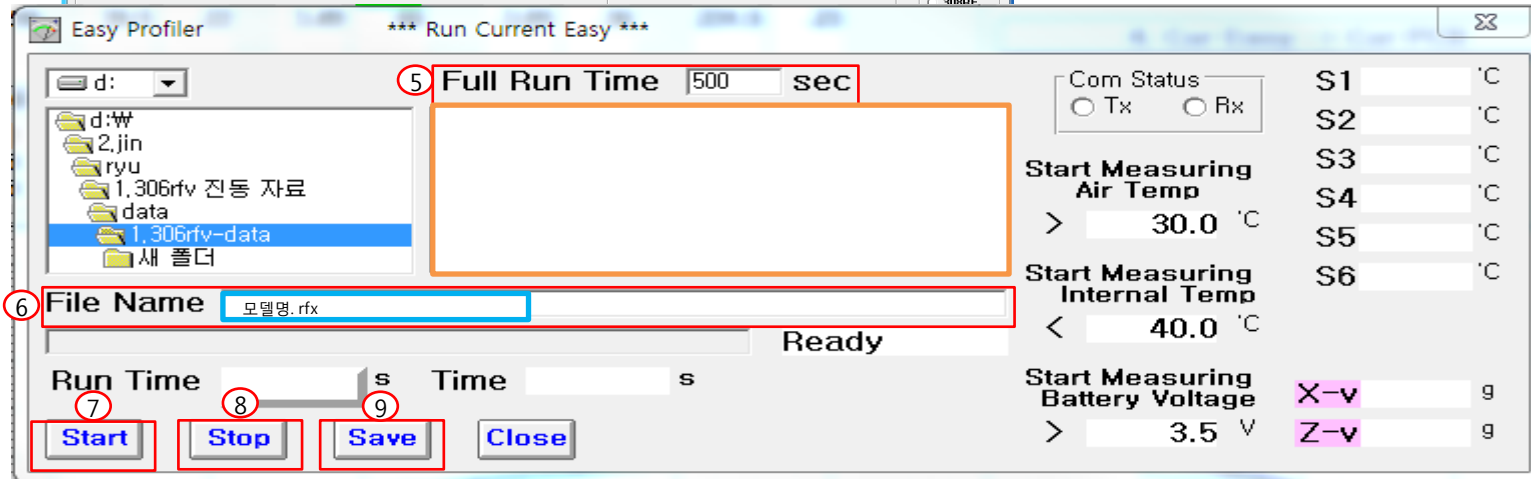 308RF
Easy Profiler *** Run Current Easy ***
d:
d:₩
2.jin
ryu
1.306rfv 진동 자료
data
1.306rfv-data
새 폴더
5 Full Run Time 500 sec
6 File Name 모델명. rfx
Ready
Run Time s Time s
7 8 9
Start Stop Save Close
Com Status
Tx Rx
Start Measuring
Air Temp
> 30.0 'C
Start Measuring
Internal Temp
< 40.0 'C
Start Measuring
Battery Voltage
> 3.5 V
S1 'C
S2 'C
S3 'C
S4 'C
S5 'C
S6 'C
X-v g
Z-v g